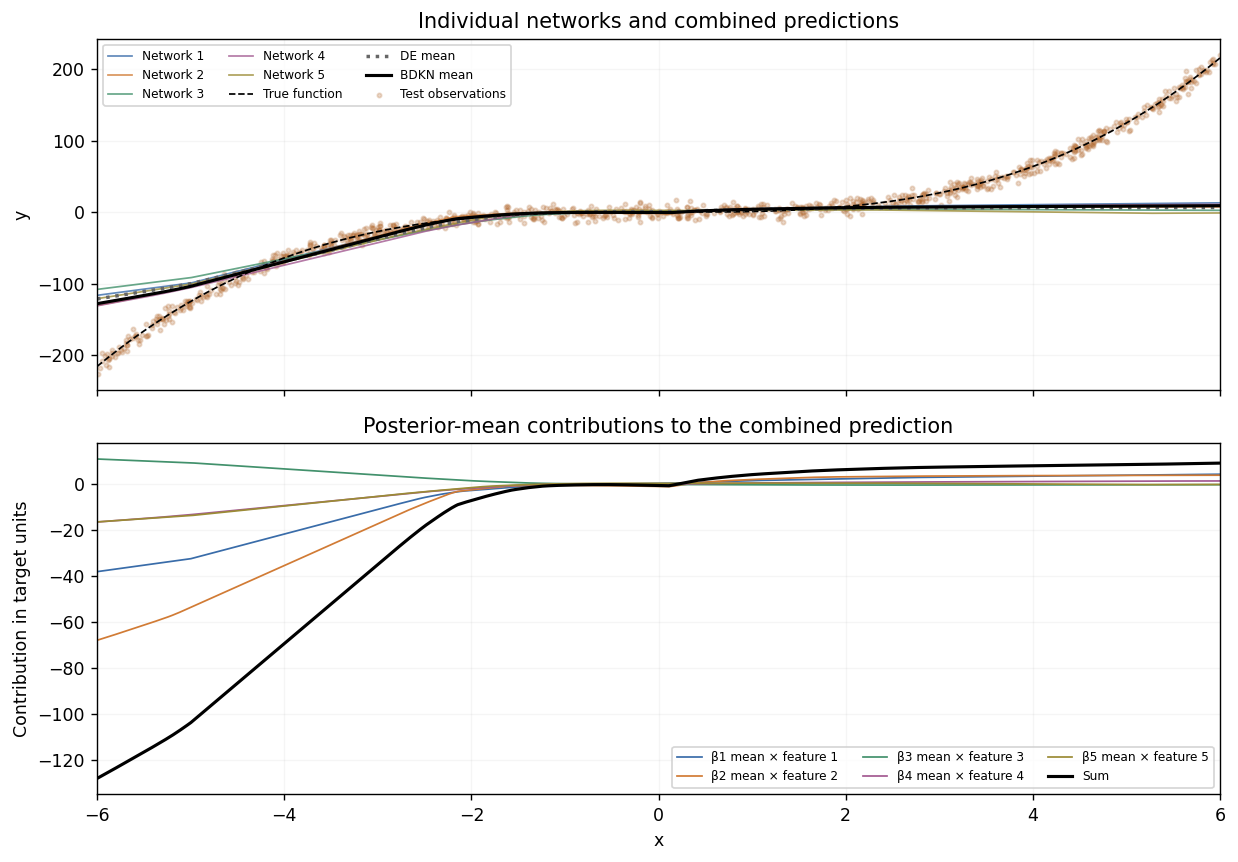 Individual networks and combined predictions
Network 1
Network 2
Network 3
Network 4
Network 5
True function
DE mean
BDKN mean
Test observations
y
200
100
0
−100
−200
Posterior-mean contributions to the combined prediction
Contribution in target units
0
−20
−40
−60
−80
−100
−120
β1 mean × feature 1
β2 mean × feature 2
β3 mean × feature 3
β4 mean × feature 4
β5 mean × feature 5
Sum
−6 −4 −2 0 2 4 6
x